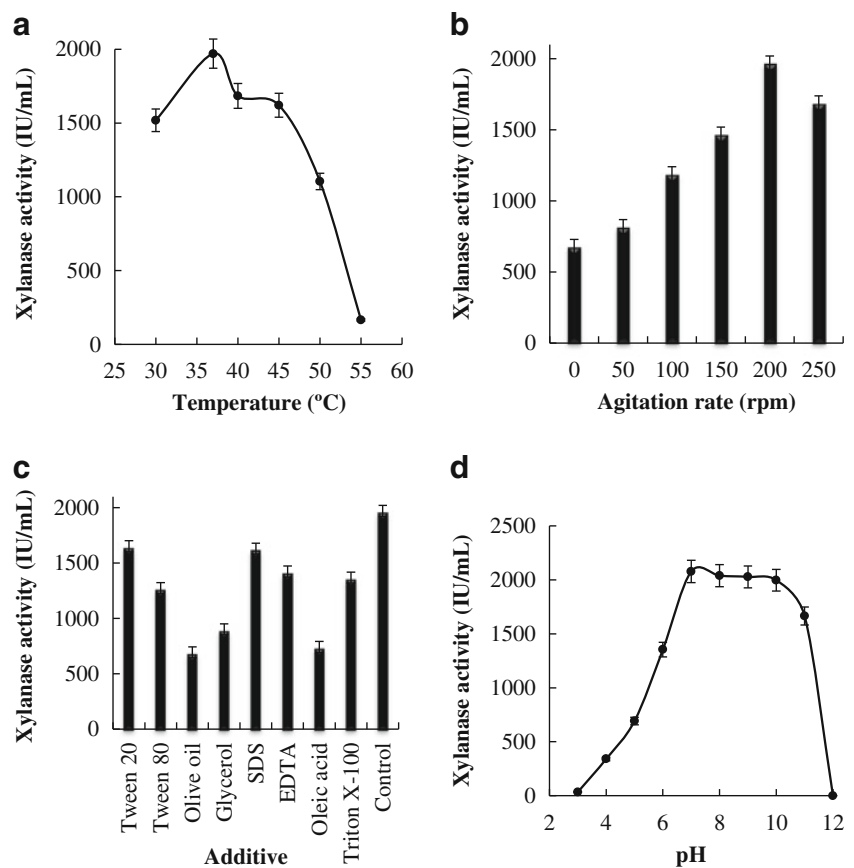 a
Xylanase activity (IU/mL)
2000
1500
1000
500
0
25 30 35 40 45 50 55 60
Temperature (ºC)
b
Xylanase activity (IU/mL)
2000
1500
1000
500
0
0 50 100 150 200 250
Agitation rate (rpm)
c
Xylanase activity (IU/mL)
2000
1500
1000
500
0
Tween 20
Tween 80
Olive oil
Glycerol
SDS
EDTA
Oleic acid
Triton X-100
Control
Additive
d
Xylanase activity (IU/mL)
2500
2000
1500
1000
500
0
2 4 6 8 10 12
pH